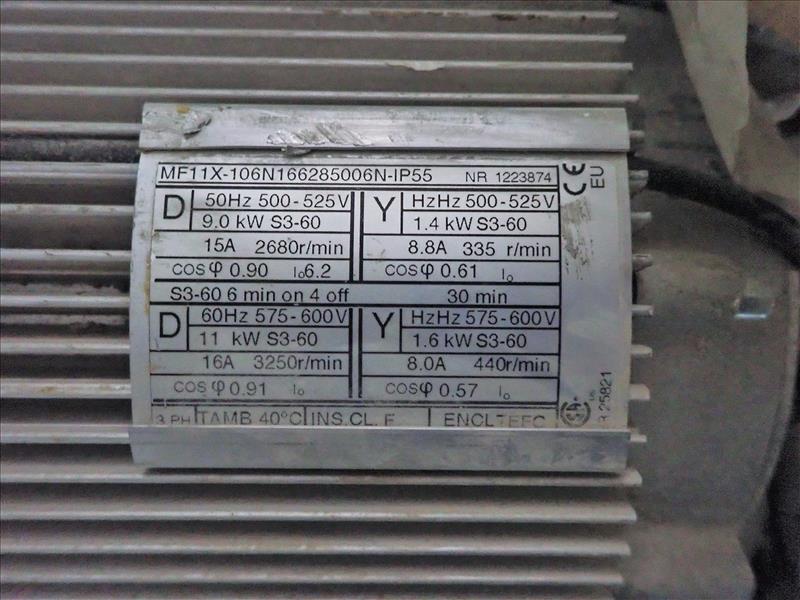 MF11X-106N166285006N-IP55 NR 1223874
CE
EU
D 50Hz 500-525V Y HzHz 500-525V
9.0 kW S3-60 1.4 kW S3-60
15A 2680r/min 8.8A 335 r/min
COSφ 0.90 Io6.2 COSφ 0.61 Io
S3-60 6 min on 4 off 30 min
D 60Hz 575-600V Y HzHz 575-600V
11 kW S3-60 1.6 kW S3-60
16A 3250r/min 8.0A 440r/min
COSφ 0.91 Io COSφ 0.57 Io
3 PH TAMB 40°C INS.CL. F ENCL TEFC